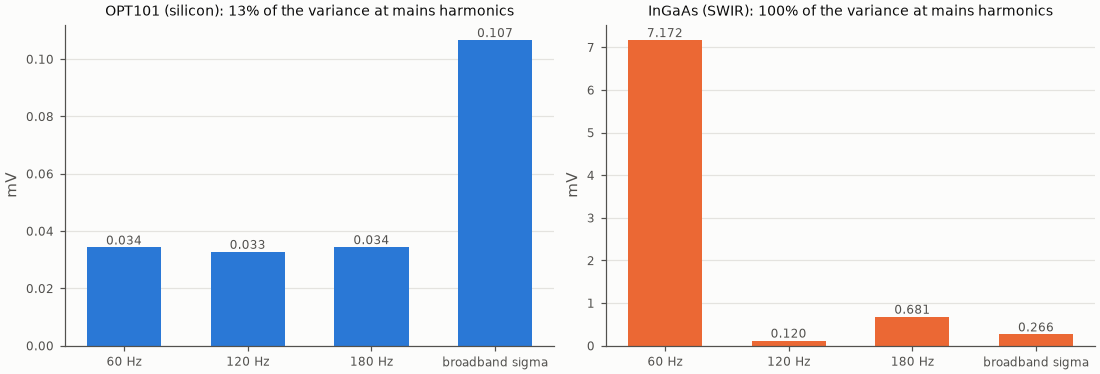 OPT101 (silicon): 13% of the variance at mains harmonics
mV
0.10
0.08
0.06
0.04
0.02
0.00
0.034
0.033
0.034
0.107
60 Hz
120 Hz
180 Hz
broadband sigma
InGaAs (SWIR): 100% of the variance at mains harmonics
mV
7
6
5
4
3
2
1
0
7.172
0.120
0.681
0.266
60 Hz
120 Hz
180 Hz
broadband sigma